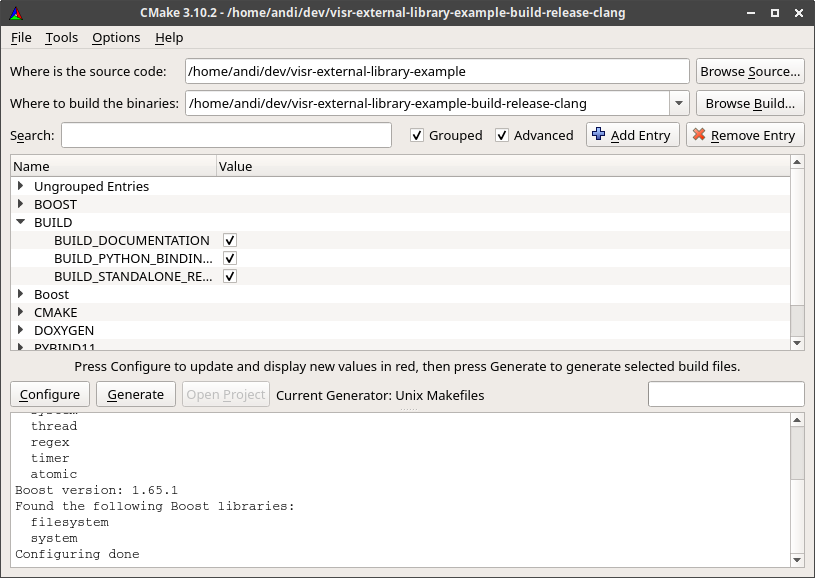 CMake 3.10.2 - /home/andi/dev/visr-external-library-example-build-release-clang
File Tools Options Help
Where is the source code: /home/andi/dev/visr-external-library-example Browse Source...
Where to build the binaries: /home/andi/dev/visr-external-library-example-build-release-clang Browse Build...
Search: Grouped Advanced Add Entry Remove Entry
Name Value
Ungrouped Entries
BOOST
BUILD
BUILD_DOCUMENTATION
BUILD_PYTHON_BINDIN...
BUILD_STANDALONE_RE...
Boost
CMAKE
DOXYGEN
PYBIND11
Press Configure to update and display new values in red, then press Generate to generate selected build files.
Configure Generate Open Project Current Generator: Unix Makefiles
system
thread
regex
timer
atomic
Boost version: 1.65.1
Found the following Boost libraries:
filesystem
system
Configuring done